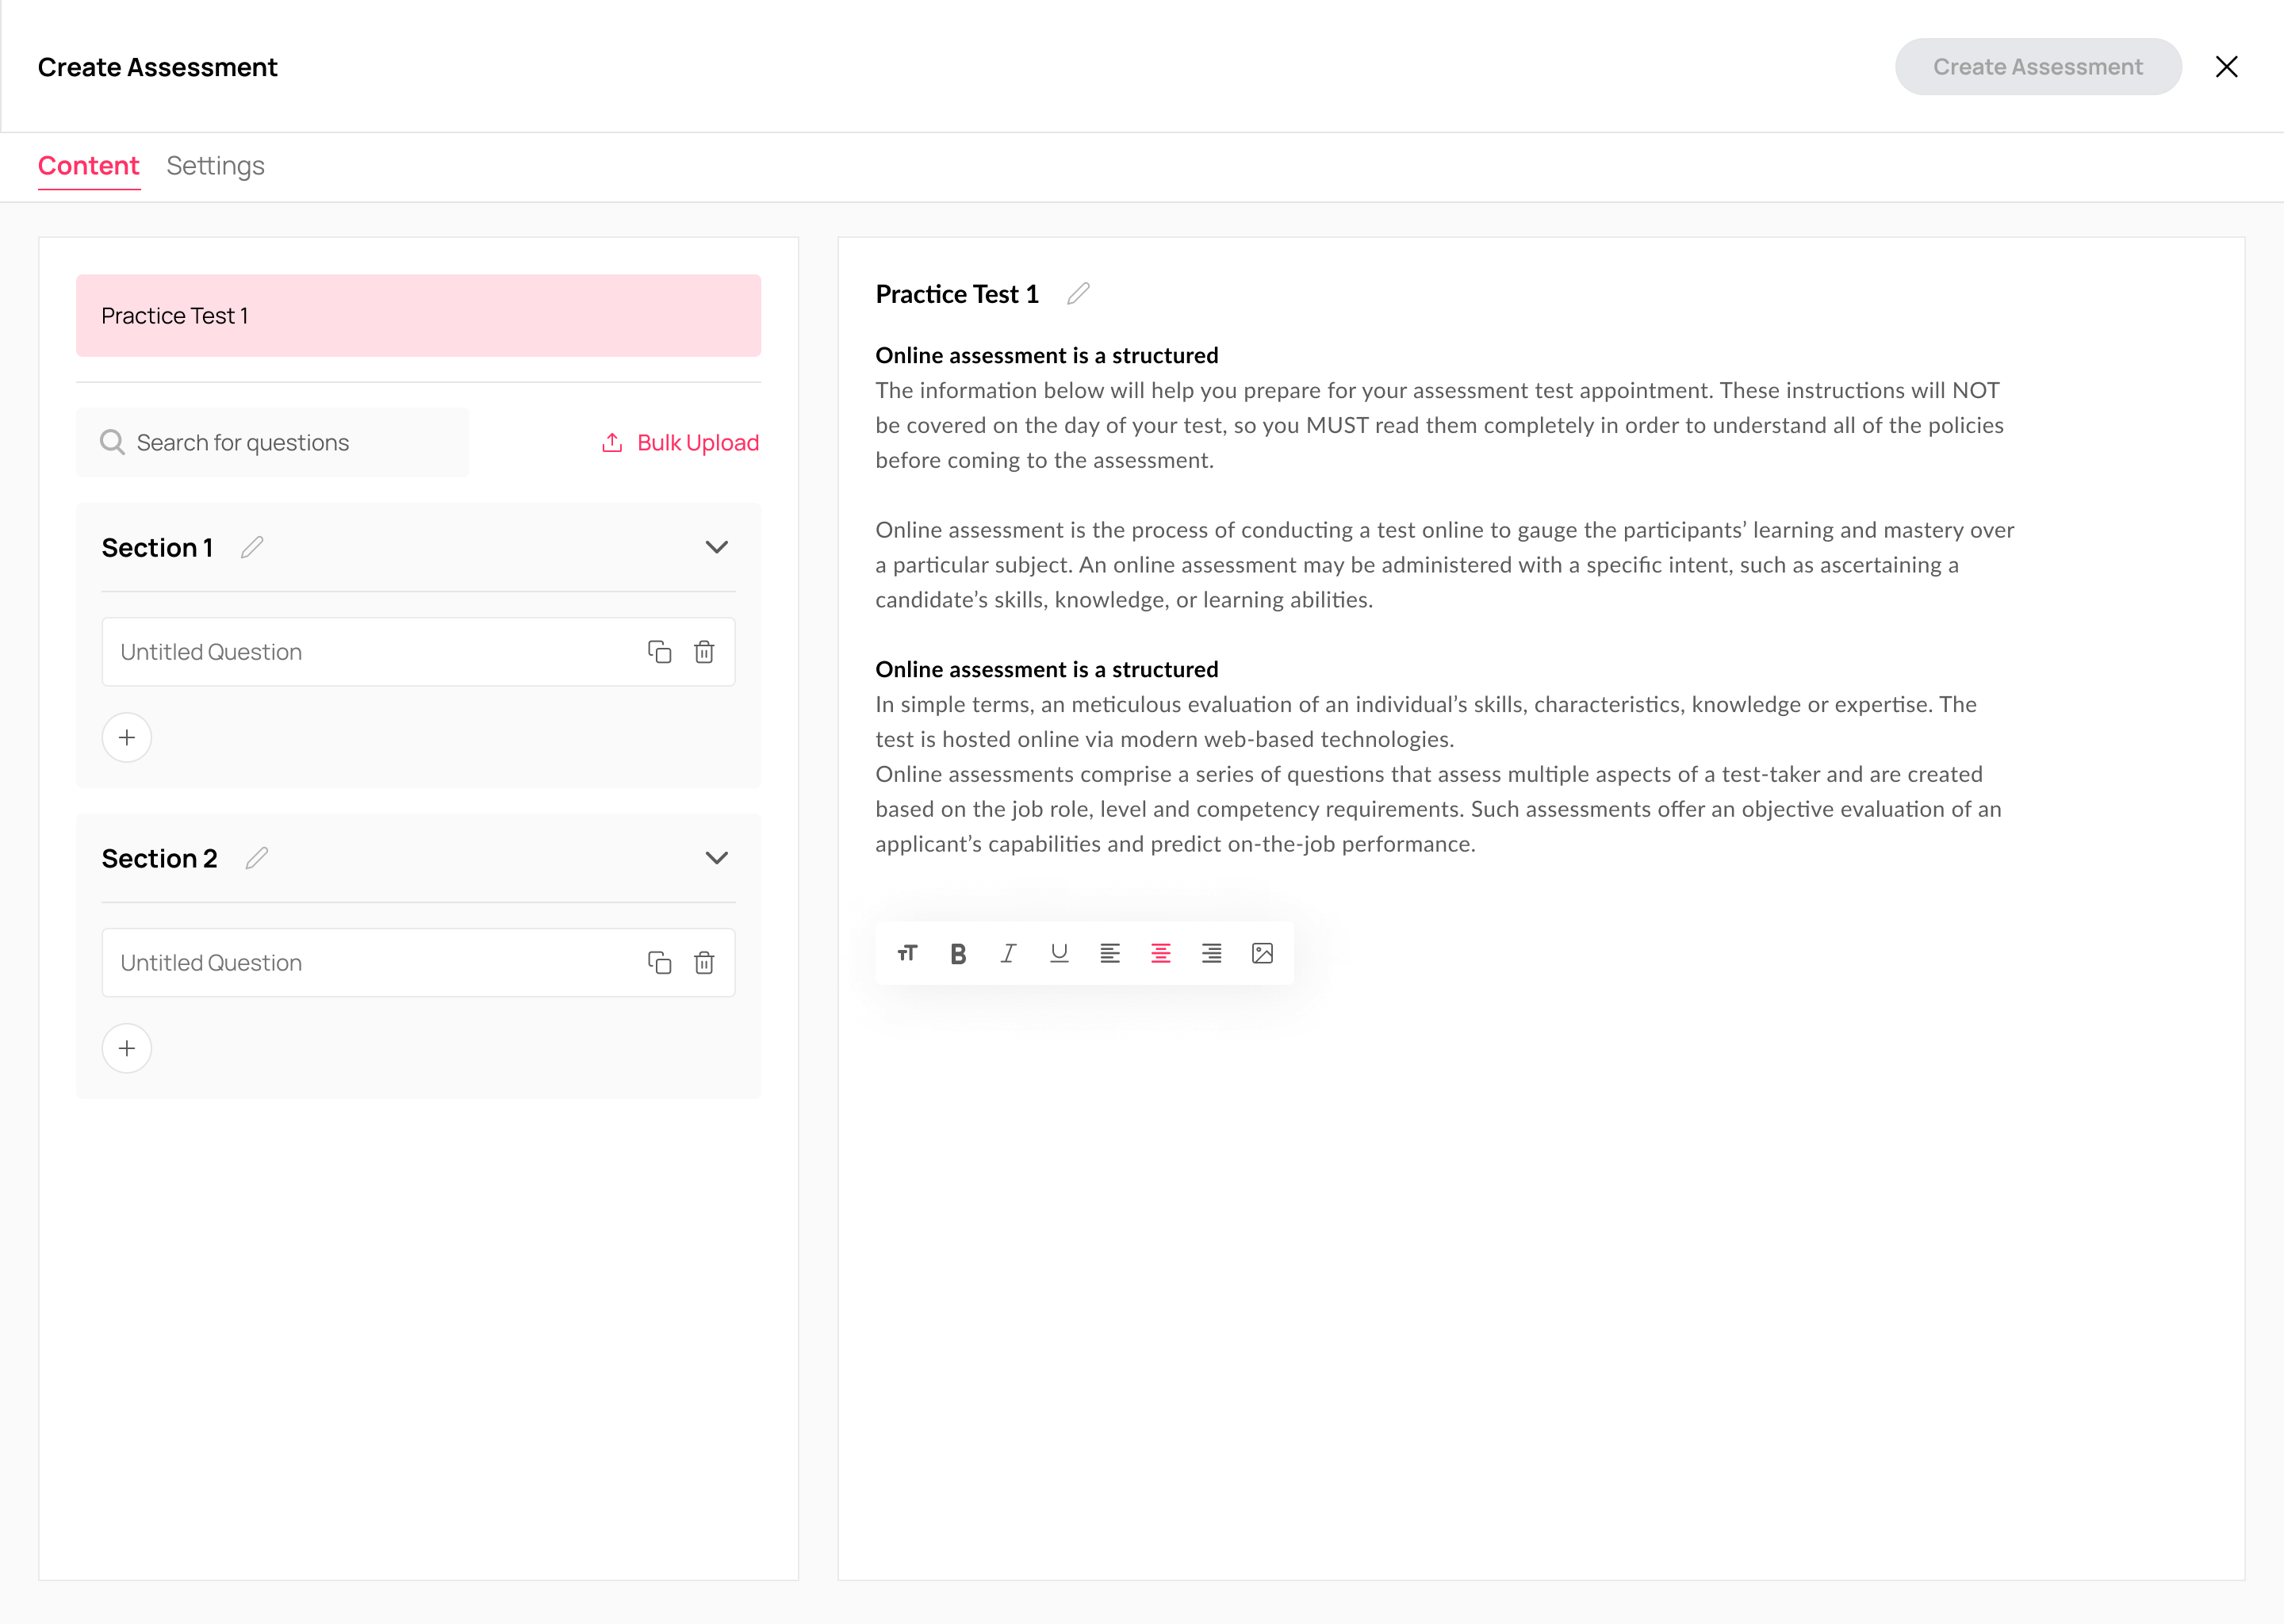 Create Assessment
Create Assessment
Content
Settings
Practice Test 1
Search for questions
Bulk Upload
Section 1
Untitled Question
Section 2
Untitled Question
Practice Test 1
Online assessment is a structured
The information below will help you prepare for your assessment test appointment. These instructions will NOT
be covered on the day of your test, so you MUST read them completely in order to understand all of the policies
before coming to the assessment.
Online assessment is the process of conducting a test online to gauge the participants’ learning and mastery over
a particular subject. An online assessment may be administered with a specific intent, such as ascertaining a
candidate’s skills, knowledge, or learning abilities.
Online assessment is a structured
In simple terms, an meticulous evaluation of an individual’s skills, characteristics, knowledge or expertise. The
test is hosted online via modern web-based technologies.
Online assessments comprise a series of questions that assess multiple aspects of a test-taker and are created
based on the job role, level and competency requirements. Such assessments offer an objective evaluation of an
applicant’s capabilities and predict on-the-job performance.